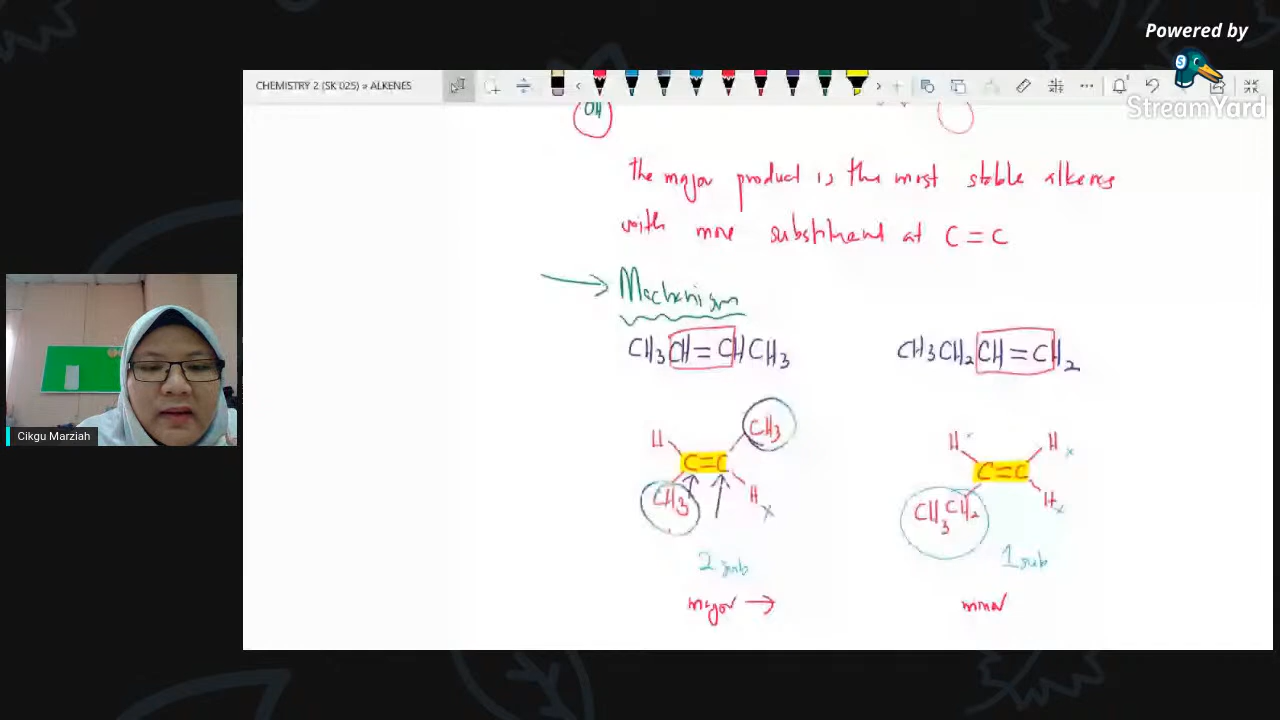 Powered by
S
StreamYard
CHEMISTRY 2 (SK 025) » ALKENES
OH
The major product is the most stable alkenes
with more substituent at C=C
Mechanism
CH3CH=CHCH3
CH3CH2CH=CH2
H CH3
C=C
CH3 H x
2 sub
major →
H H x
C=C
CH3CH2 H x
1 sub
minor
Cikgu Marziah